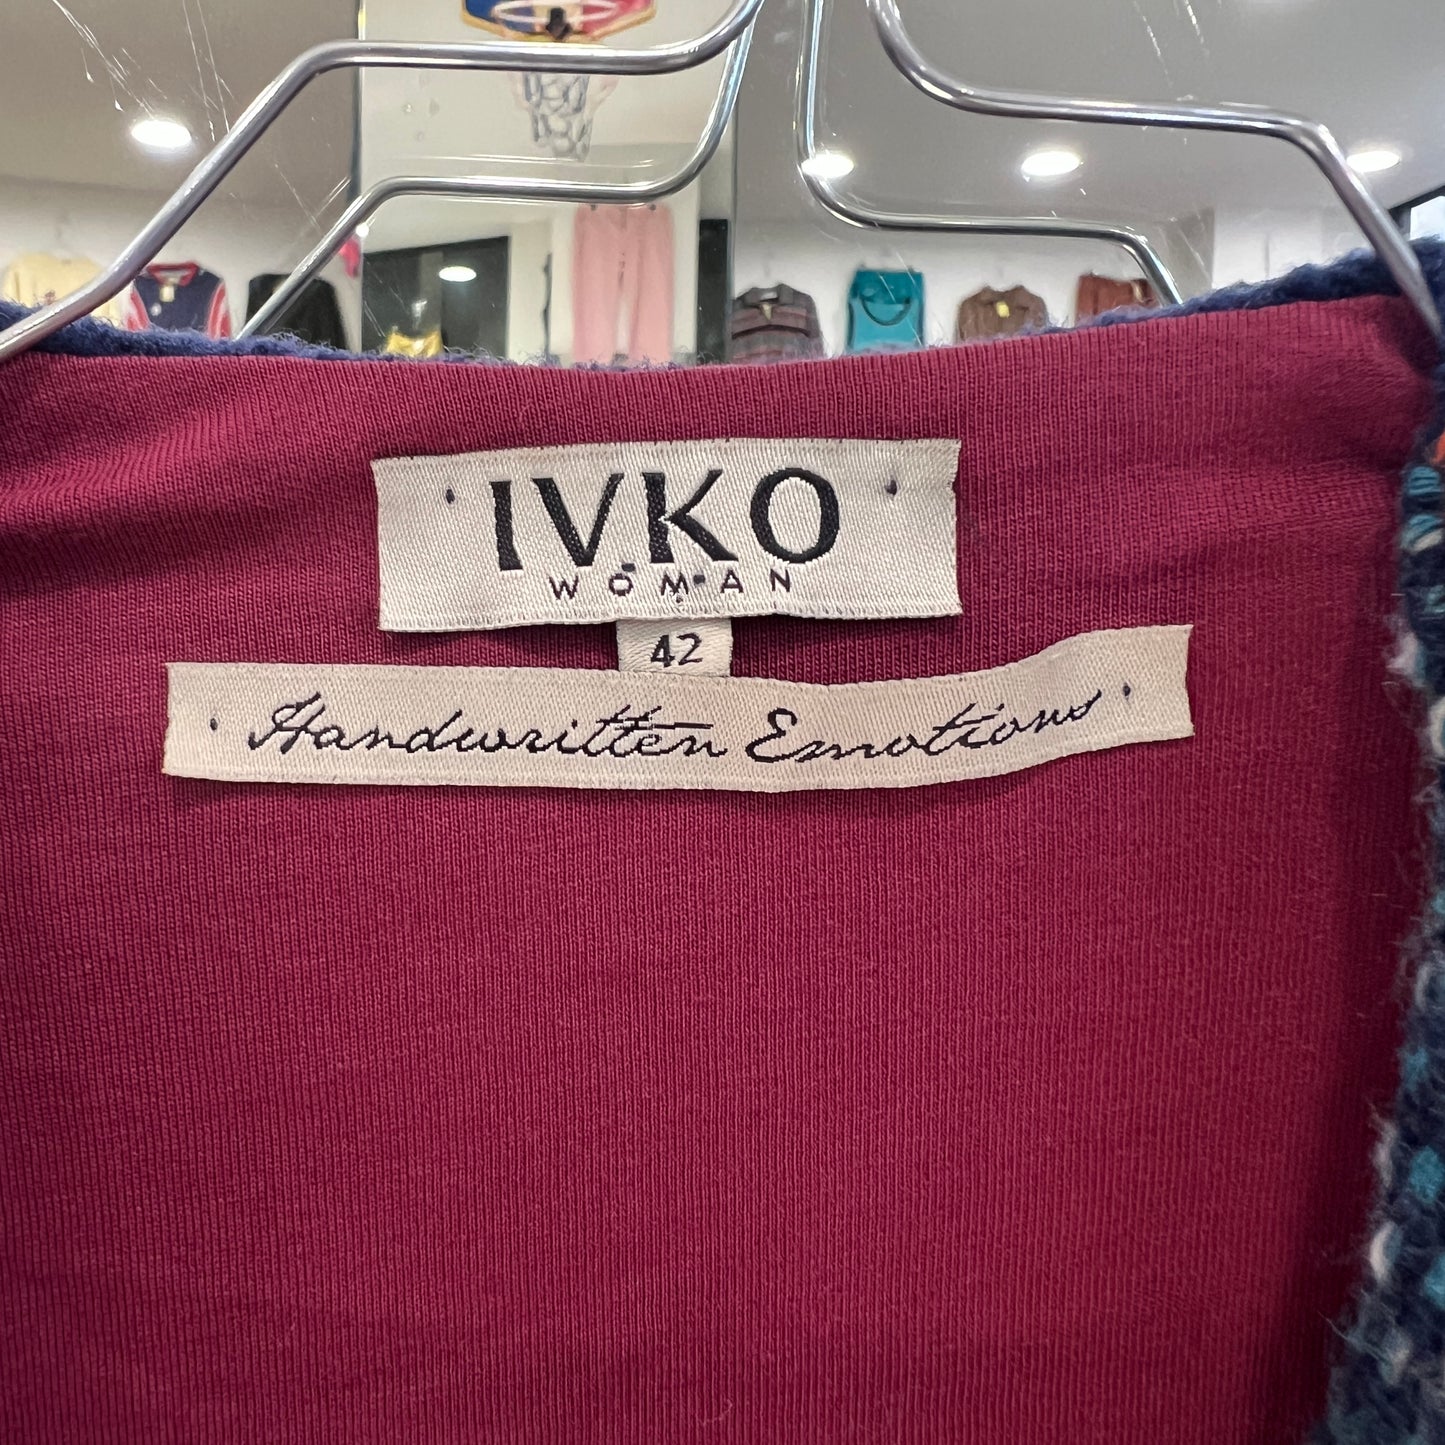 IVKO
WOMAN
42
Handwritten Emotions